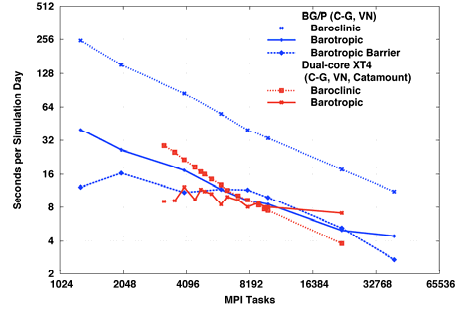 512
256
128
64
32
16
8
4
2
Seconds per Simulation Day
1024
2048
4096
8192
16384
32768
65536
MPI Tasks
BG/P (C-G, VN)
Baroclinic
Barotropic
Barotropic Barrier
Dual-core XT4
(C-G, VN, Catamount)
Baroclinic
Barotropic